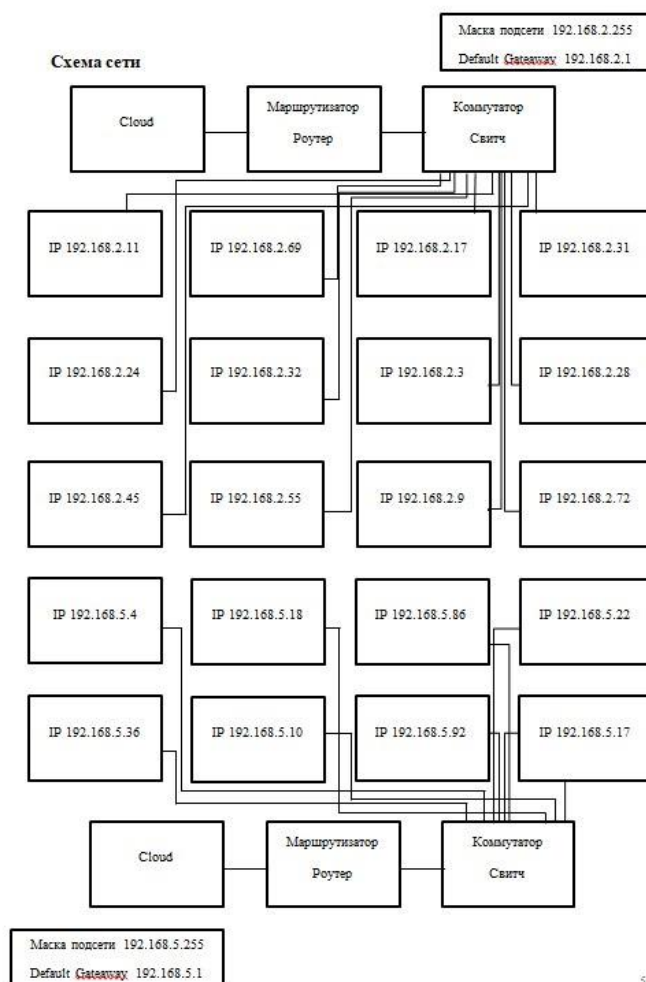 Маска подсети 192.168.2.255
Default Gateaway 192.168.2.1
Схема сети
Cloud
Маршрутизатор
Роутер
Коммутатор
Свитч
IP 192.168.2.11
IP 192.168.2.69
IP 192.168.2.17
IP 192.168.2.31
IP 192.168.2.24
IP 192.168.2.32
IP 192.168.2.3
IP 192.168.2.28
IP 192.168.2.45
IP 192.168.2.55
IP 192.168.2.9
IP 192.168.2.72
IP 192.168.5.4
IP 192.168.5.18
IP 192.168.5.86
IP 192.168.5.22
IP 192.168.5.36
IP 192.168.5.10
IP 192.168.5.92
IP 192.168.5.17
Cloud
Маршрутизатор
Роутер
Коммутатор
Свитч
Маска подсети 192.168.5.255
Default Gateaway 192.168.5.1